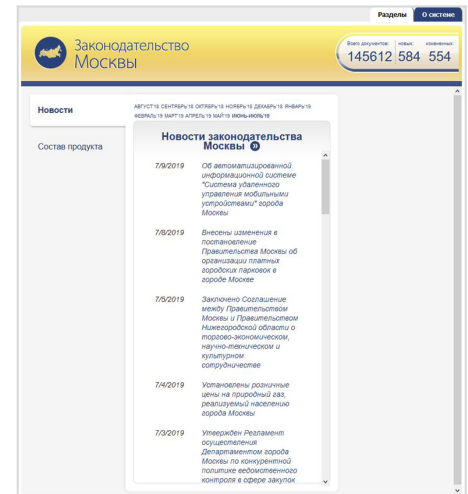 Разделы О системе
Законодательство
Москвы
Всего документов: новых: измененных:
145612 584 554
Новости
Состав продукта
АВГУСТ'18 СЕНТЯБРЬ'18 ОКТЯБРЬ'18 НОЯБРЬ'18 ДЕКАБРЬ'18 ЯНВАРЬ'19
ФЕВРАЛЬ'19 МАРТ'19 АПРЕЛЬ'19 МАЙ'19 ИЮНЬ-ИЮЛЬ'19
Новости законодательства
Москвы
7/9/2019 Об автоматизированной
информационной системе
"Система удаленного
управления мобильными
устройствами" города
Москвы
7/8/2019 Внесены изменения в
постановление
Правительства Москвы об
организации платных
городских парковок в
городе Москве
7/5/2019 Заключено Соглашение
между Правительством
Москвы и Правительством
Нижегородской области о
торгово-экономическом,
научно-техническом и
культурном
сотрудничестве
7/4/2019 Установлены розничные
цены на природный газ,
реализуемый населению
города Москвы
7/3/2019 Утвержден Регламент
осуществления
Департаментом города
Москвы по конкурентной
политике ведомственного
контроля в сфере закупок